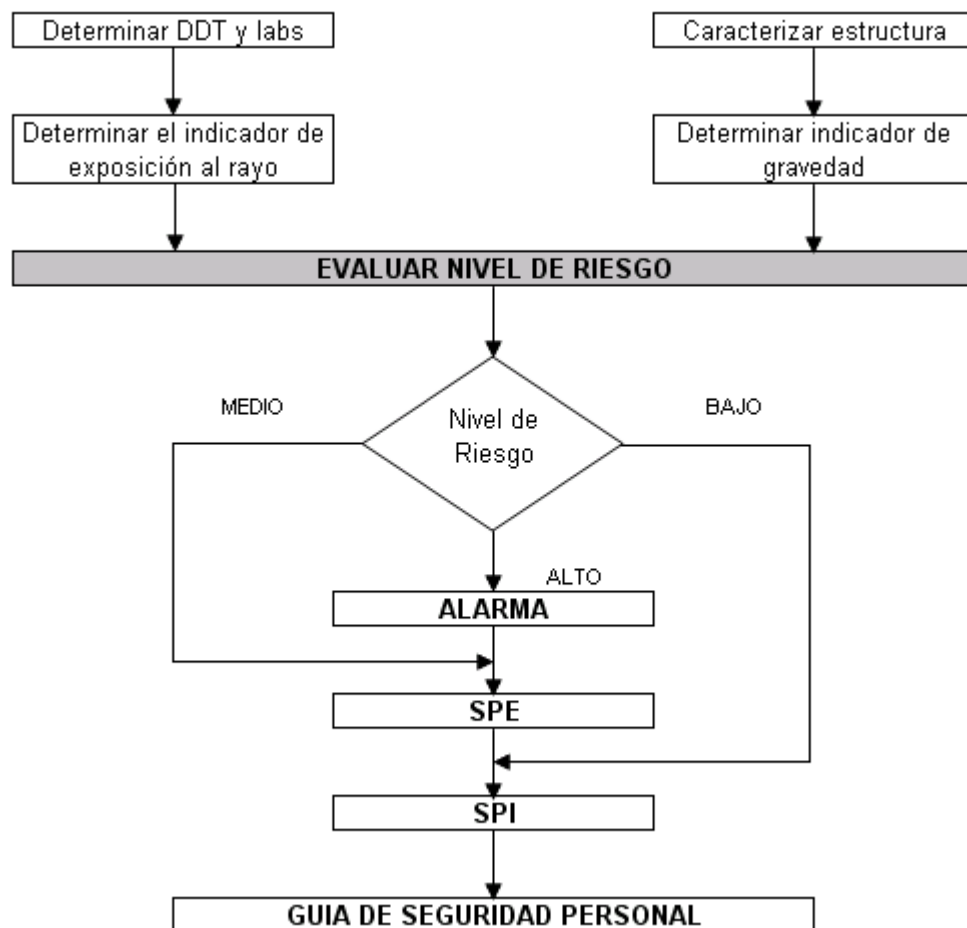 Determinar DDT y labs
Caracterizar estructura
Determinar el indicador de
exposición al rayo
Determinar indicador de
gravedad
EVALUAR NIVEL DE RIESGO
MEDIO
BAJO
Nivel de
Riesgo
ALTO
ALARMA
SPE
SPI
GUIA DE SEGURIDAD PERSONAL